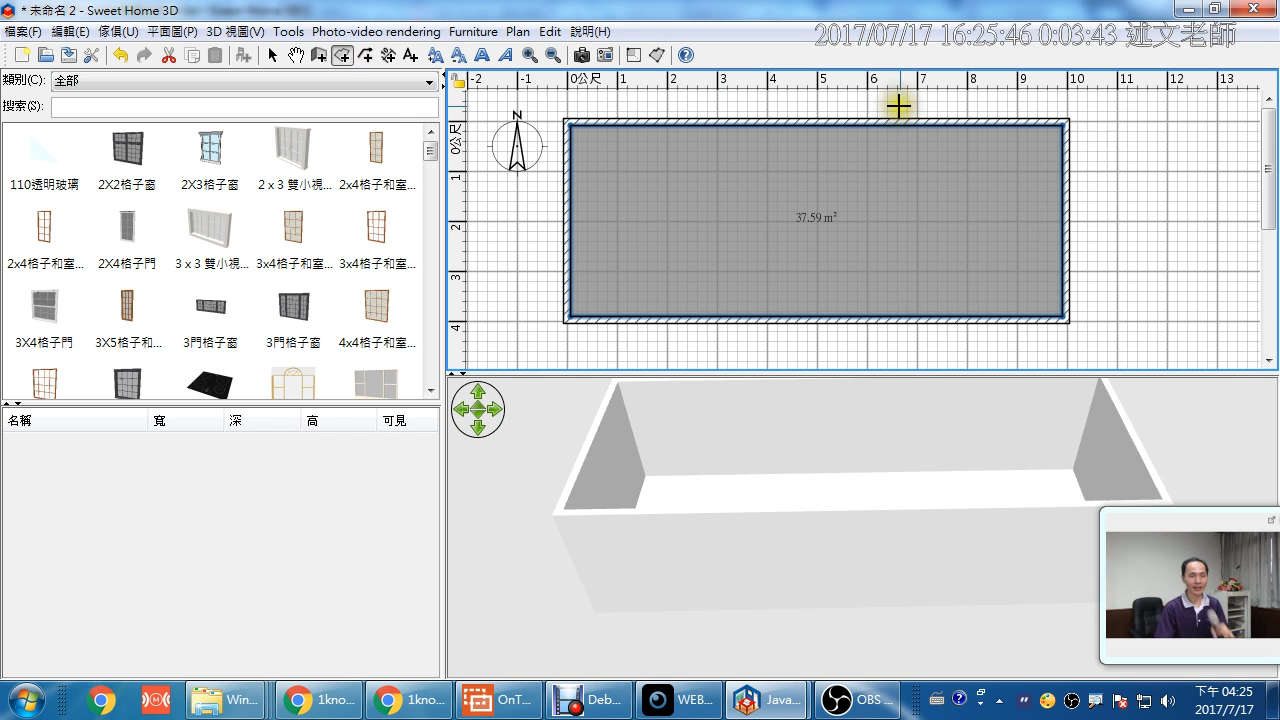 * 未命名 2 - Sweet Home 3D
檔案(F) 編輯(E) 傢俱(U) 平面圖(P) 3D 視圖(V) Tools Photo-video rendering Furniture Plan Edit 說明(H)
2017/07/17 16:25:46 0:03:43 述文老師
類別(C): 全部
搜索(S):
110透明玻璃 2X2格子窗 2X3格子窗 2 x 3 雙小視... 2x4格子和室...
2x4格子和室... 2X4格子門 3 x 3 雙小視... 3x4格子和室... 3x4格子和室...
3X4格子門 3X5格子和... 3門格子窗 3門格子窗 4x4格子和室...
名稱 寬 深 高 可見
-2 -1 0公尺 1 2 3 4 5 6 7 8 9 10 11 12 13
0公尺
1
2
3
4
N
37.59 m²
Win... 1kno... 1kno... OnT... Deb... WEB... Java... OBS ...
下午 04:25
2017/7/17